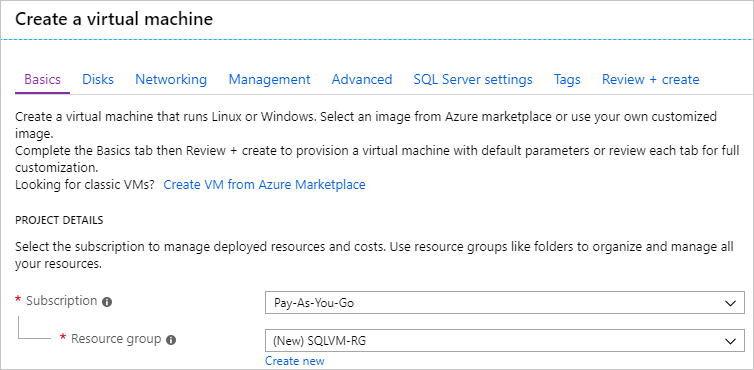 Create a virtual machine
Basics Disks Networking Management Advanced SQL Server settings Tags Review + create
Create a virtual machine that runs Linux or Windows. Select an image from Azure marketplace or use your own customized
image.
Complete the Basics tab then Review + create to provision a virtual machine with default parameters or review each tab for full
customization.
Looking for classic VMs? Create VM from Azure Marketplace
PROJECT DETAILS
Select the subscription to manage deployed resources and costs. Use resource groups like folders to organize and manage all
your resources.
* Subscription Pay-As-You-Go
* Resource group (New) SQLVM-RG
Create new